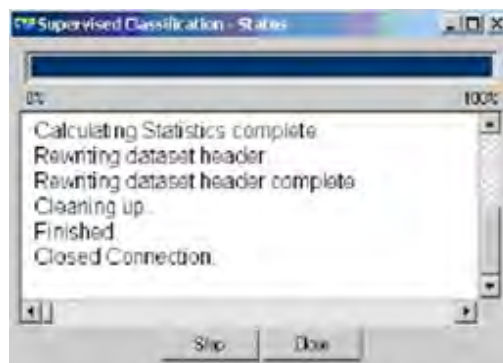 Supervised Classification - Status
0%
100%
Calculating Statistics complete
Rewriting dataset header
Rewriting dataset header complete
Cleaning up..
Finished
Closed Connection.
Stop
Close